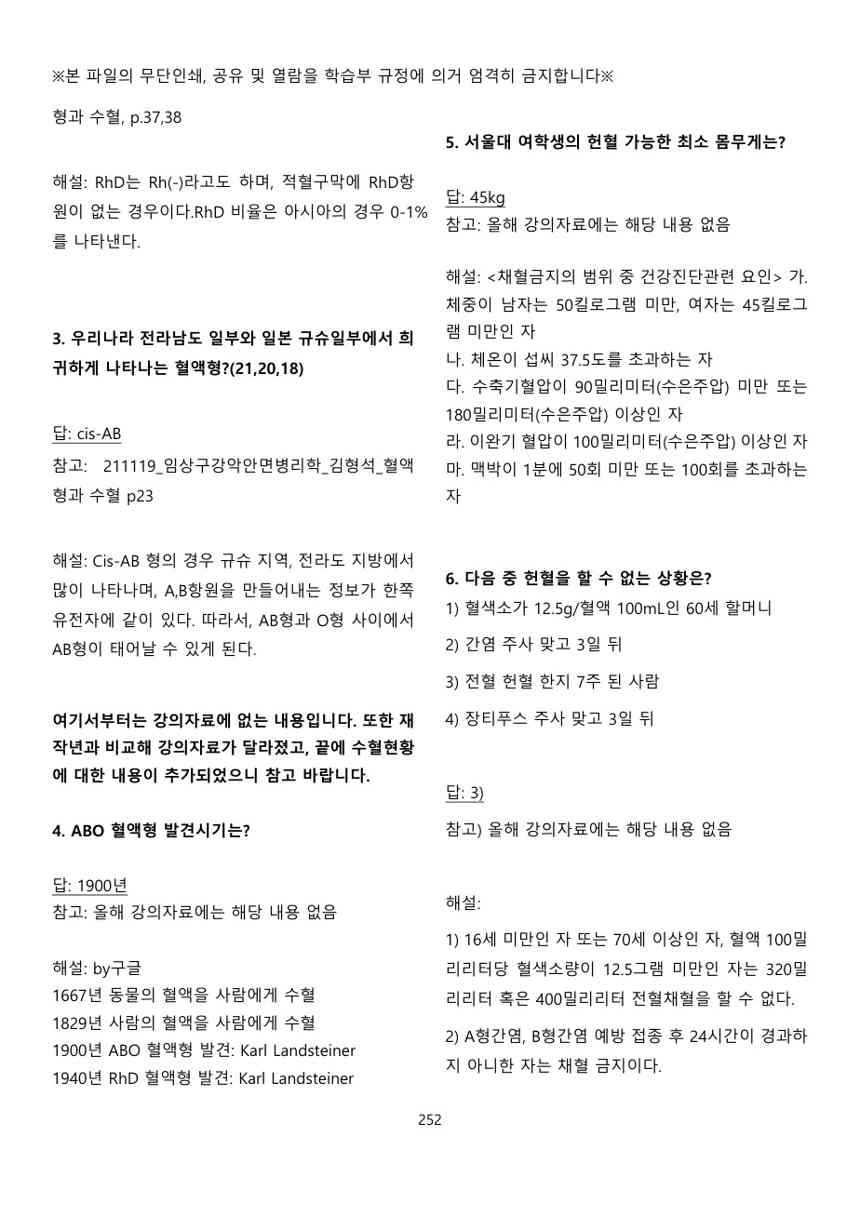 ※본 파일의 무단인쇄, 공유 및 열람을 학습부 규정에 의거 엄격히 금지합니다※
형과 수혈, p.37,38
해설: RhD는 Rh(-)라고도 하며, 적혈구막에 RhD항
원이 없는 경우이다.RhD 비율은 아시아의 경우 0-1%
를 나타낸다.
3. 우리나라 전라남도 일부와 일본 규슈일부에서 희
귀하게 나타나는 혈액형?(21,20,18)
답: cis-AB
참고: 211119_임상구강악안면병리학_김형석_혈액
형과 수혈 p23
해설: Cis-AB 형의 경우 규슈 지역, 전라도 지방에서
많이 나타나며, A,B항원을 만들어내는 정보가 한쪽
유전자에 같이 있다. 따라서, AB형과 O형 사이에서
AB형이 태어날 수 있게 된다.
여기서부터는 강의자료에 없는 내용입니다. 또한 재
작년과 비교해 강의자료가 달라졌고, 끝에 수혈현황
에 대한 내용이 추가되었으니 참고 바랍니다.
4. ABO 혈액형 발견시기는?
답: 1900년
참고: 올해 강의자료에는 해당 내용 없음
해설: by구글
1667년 동물의 혈액을 사람에게 수혈
1829년 사람의 혈액을 사람에게 수혈
1900년 ABO 혈액형 발견: Karl Landsteiner
1940년 RhD 혈액형 발견: Karl Landsteiner
5. 서울대 여학생의 헌혈 가능한 최소 몸무게는?
답: 45kg
참고: 올해 강의자료에는 해당 내용 없음
해설: <채혈금지의 범위 중 건강진단관련 요인> 가.
체중이 남자는 50킬로그램 미만, 여자는 45킬로그
램 미만인 자
나. 체온이 섭씨 37.5도를 초과하는 자
다. 수축기혈압이 90밀리미터(수은주압) 미만 또는
180밀리미터(수은주압) 이상인 자
라. 이완기 혈압이 100밀리미터(수은주압) 이상인 자
마. 맥박이 1분에 50회 미만 또는 100회를 초과하는
자
6. 다음 중 헌혈을 할 수 없는 상황은?
1) 혈색소가 12.5g/혈액 100mL인 60세 할머니
2) 간염 주사 맞고 3일 뒤
3) 전혈 헌혈 한지 7주 된 사람
4) 장티푸스 주사 맞고 3일 뒤
답: 3)
참고) 올해 강의자료에는 해당 내용 없음
해설:
1) 16세 미만인 자 또는 70세 이상인 자, 혈액 100밀
리리터당 혈색소량이 12.5그램 미만인 자는 320밀
리리터 혹은 400밀리리터 전혈채혈을 할 수 없다.
2) A형간염, B형간염 예방 접종 후 24시간이 경과하
지 아니한 자는 채혈 금지이다.
252